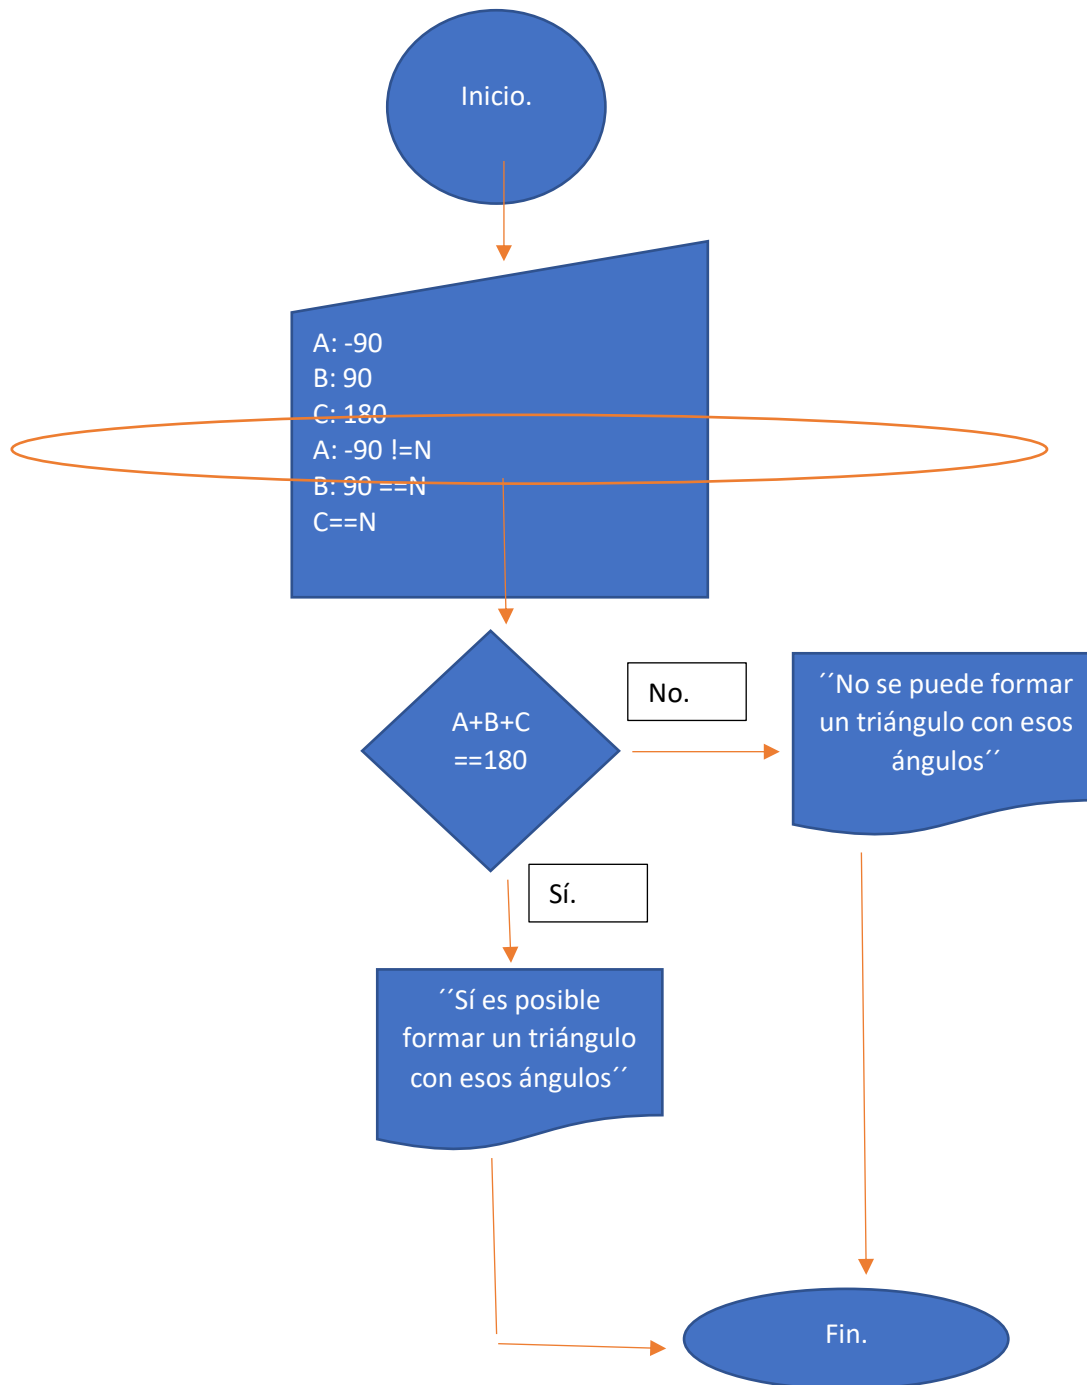 Inicio.
A: -90
B: 90
C: 180
A: -90 !=N
B: 90 ==N
C==N
A+B+C
==180
No.
´´No se puede formar
un triángulo con esos
ángulos´´
Sí.
´´Sí es posible
formar un triángulo
con esos ángulos´´
Fin.